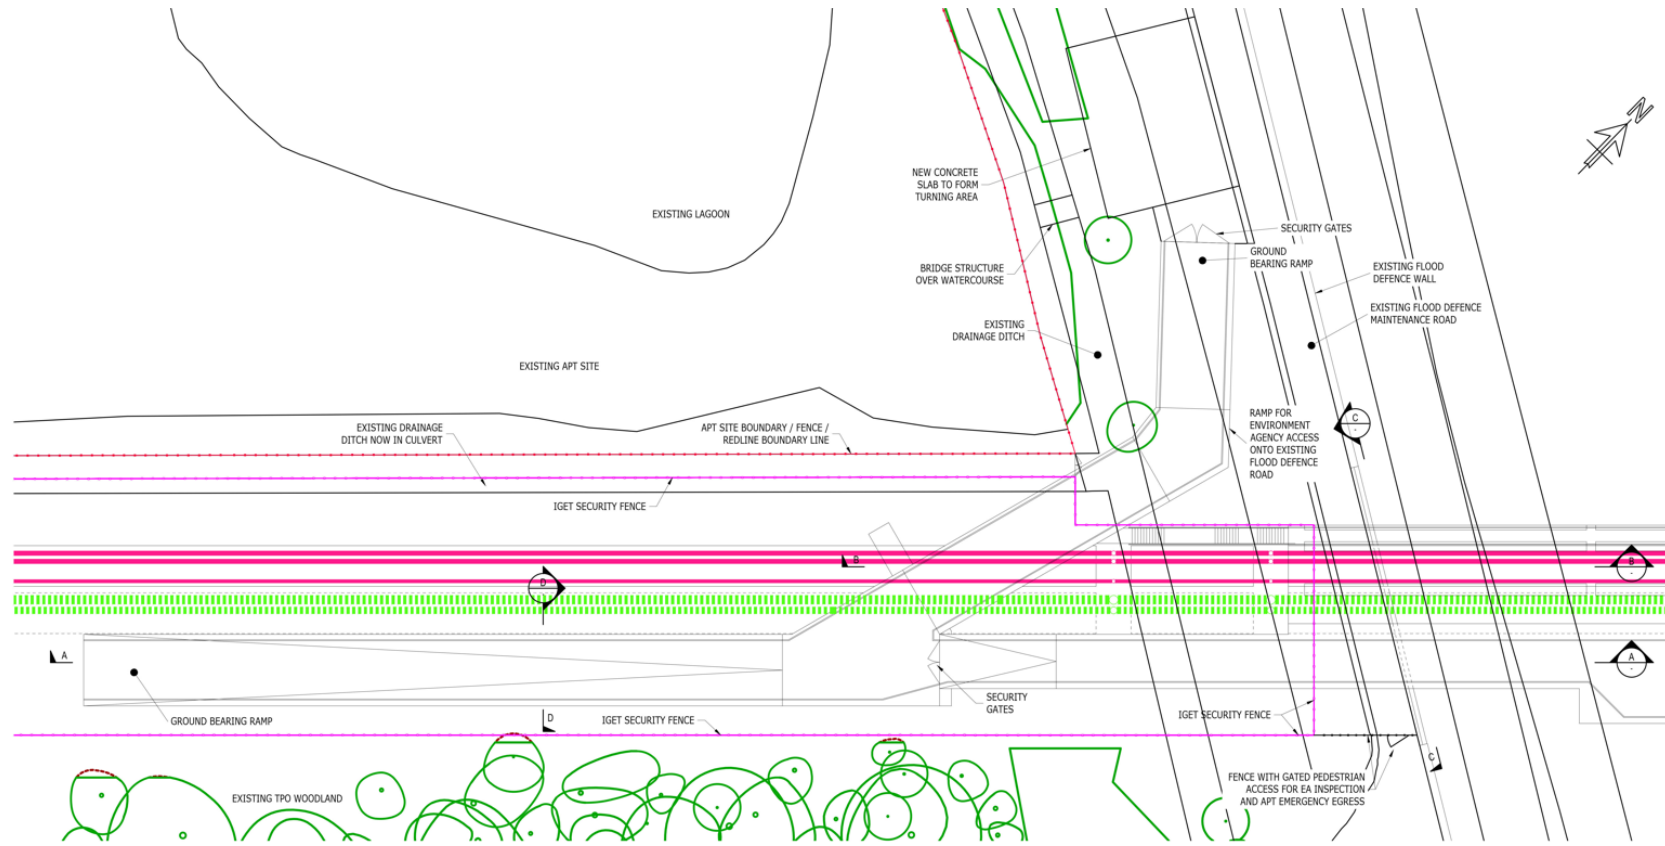 N
NEW CONCRETE
SLAB TO FORM
TURNING AREA
EXISTING LAGOON
SECURITY GATES
GROUND
BEARING RAMP
BRIDGE STRUCTURE
OVER WATERCOURSE
EXISTING FLOOD
DEFENCE WALL
EXISTING FLOOD DEFENCE
MAINTENANCE ROAD
EXISTING
DRAINAGE DITCH
EXISTING APT SITE
EXISTING DRAINAGE
DITCH NOW IN CULVERT
APT SITE BOUNDARY / FENCE /
REDLINE BOUNDARY LINE
RAMP FOR
ENVIRONMENT
AGENCY ACCESS
ONTO EXISTING
FLOOD DEFENCE
ROAD
C
-
IGET SECURITY FENCE
B
B
-
D
-
A
A
-
SECURITY
GATES
GROUND BEARING RAMP
D
IGET SECURITY FENCE
IGET SECURITY FENCE
C
FENCE WITH GATED PEDESTRIAN
ACCESS FOR EA INSPECTION
AND APT EMERGENCY EGRESS
EXISTING TPO WOODLAND